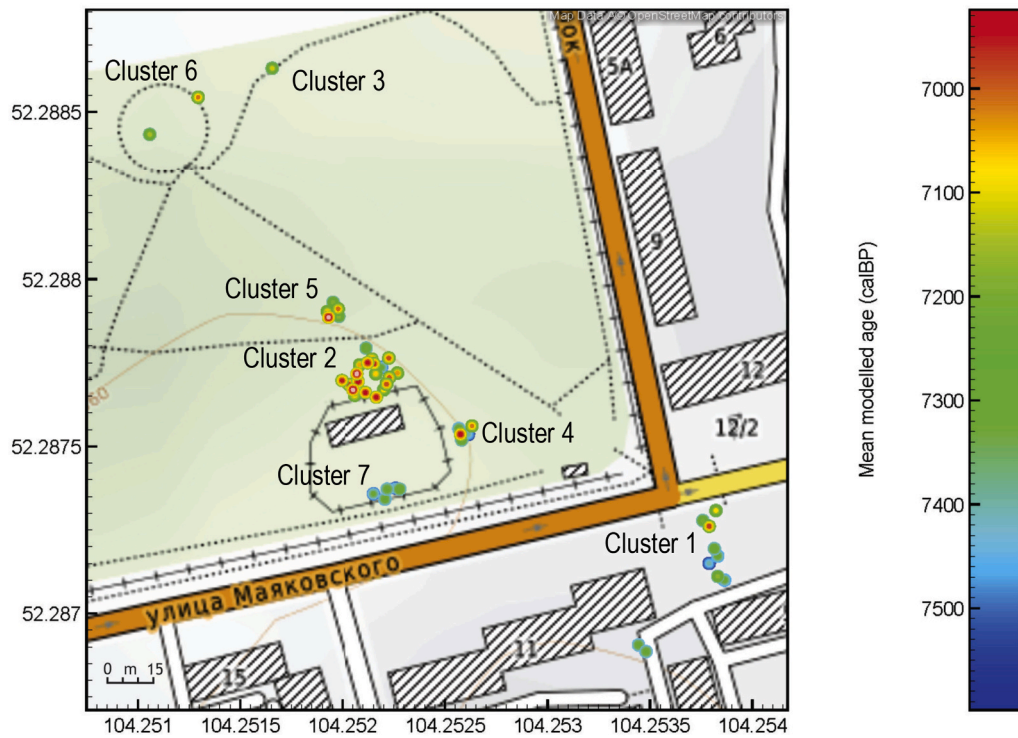 Map Data © OpenStreetMap contributors
ок
6
5A
Cluster 6
Cluster 3
52.2885
7000
7100
9
52.288
Cluster 5
7200
Cluster 2
12
60
Mean modelled age (calBP)
7300
12/2
52.2875
Cluster 4
Cluster 7
7400
Cluster 1
улица Маяковского
52.287
7500
11
0 m 15
15
104.251
104.2515
104.252
104.2525
104.253
104.2535
104.254